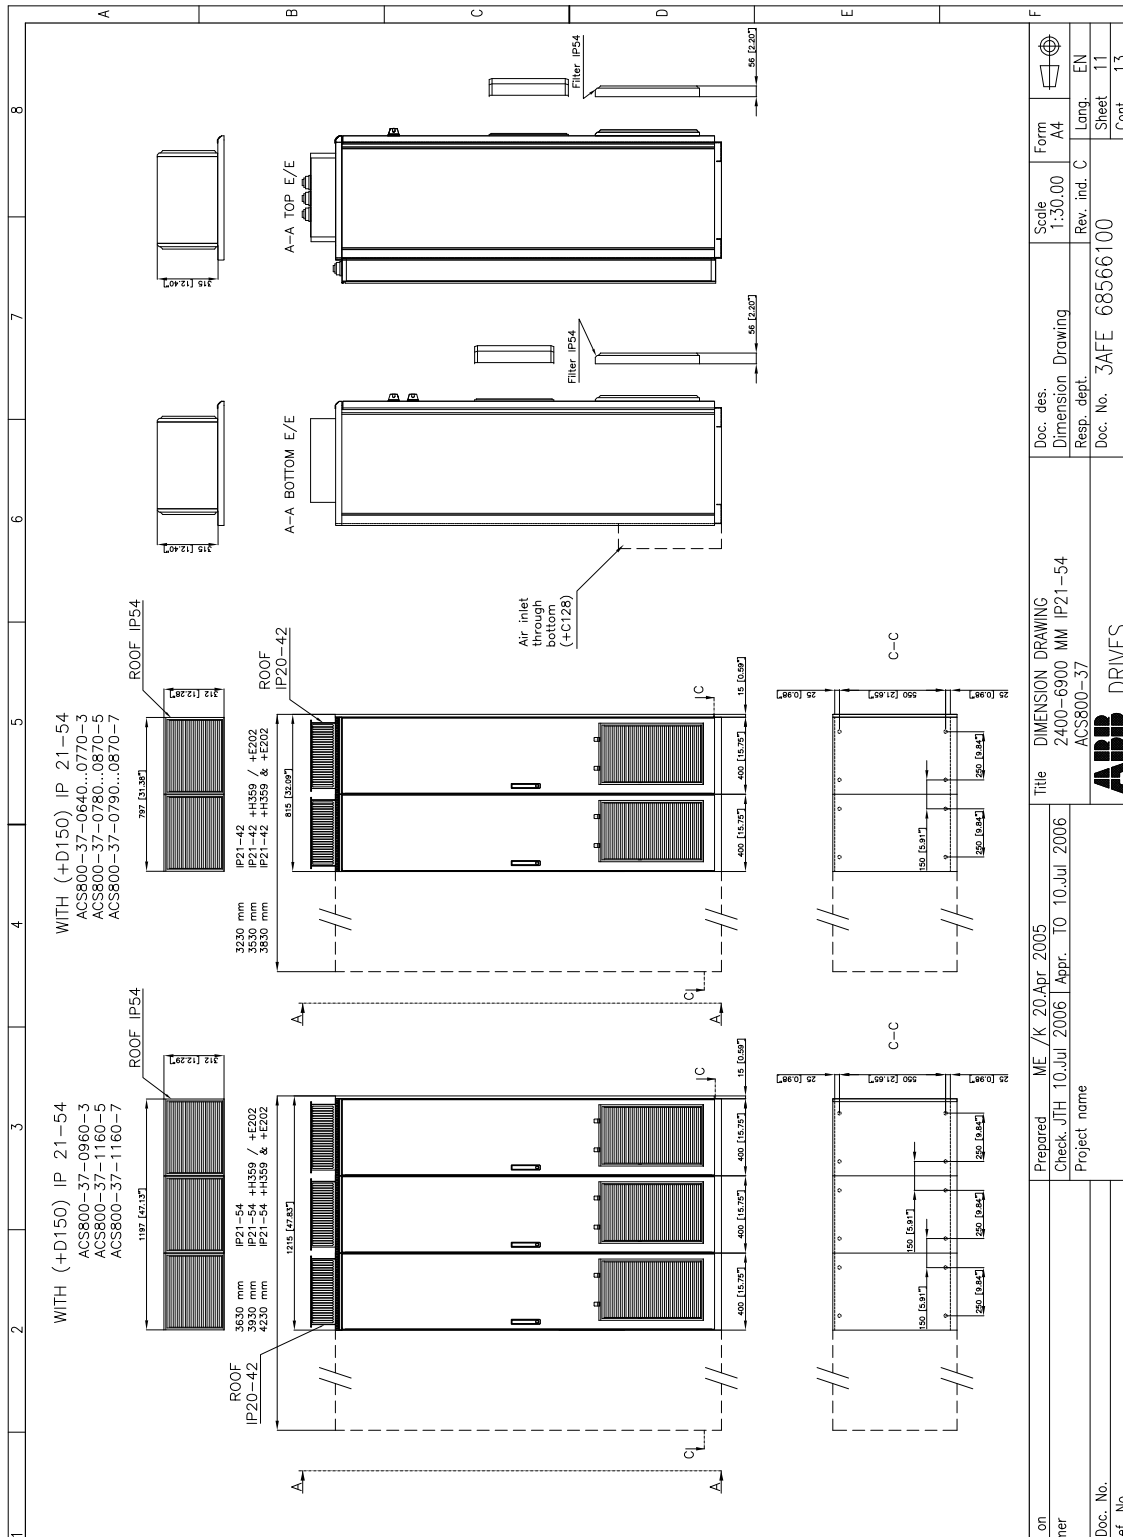 1
2
3
4
5
6
7
8
A
B
C
D
E
F
WITH (+D150) IP 21-54
ACS800-37-0960-3
ACS800-37-1160-5
ACS800-37-1160-7
ROOF IP54
1197 [47.13"]
312 [12.29"]
3630 mm IP21-54
3930 mm IP21-54 +H359 / +E202
4230 mm IP21-54 +H359 & +E202
ROOF
IP20-42
1215 [47.83"]
A
A
C
C
400 [15.75"]
400 [15.75"]
400 [15.75"]
15 [0.59"]
C-C
25 [0.98"]
550 [21.65"]
25 [0.98"]
150 [5.91"]
150 [5.91"]
250 [9.84"]
250 [9.84"]
250 [9.84"]
WITH (+D150) IP 21-54
ACS800-37-0640...0770-3
ACS800-37-0780...0870-5
ACS800-37-0790...0870-7
ROOF IP54
797 [31.38"]
312 [12.28"]
3230 mm IP21-42
3530 mm IP21-42 +H359 / +E202
3830 mm IP21-42 +H359 & +E202
ROOF
IP20-42
815 [32.09"]
A
A
C
C
400 [15.75"]
400 [15.75"]
15 [0.59"]
C-C
25 [0.98"]
550 [21.65"]
25 [0.98"]
150 [5.91"]
250 [9.84"]
250 [9.84"]
315 [12.40"]
A-A BOTTOM E/E
Air inlet
through
bottom
(+C128)
Filter IP54
56 [2.20"]
315 [12.40"]
A-A TOP E/E
Filter IP54
56 [2.20"]
Prepared ME /K 20.Apr 2005
Check. JTH 10.Jul 2006 Appr. TO 10.Jul 2006
Project name
Doc. No.
Title DIMENSION DRAWING
2400-6900 MM IP21-54
ACS800-37
ABB DRIVES
Doc. des.
Dimension Drawing
Resp. dept.
Doc. No. 3AFE 68566100
Scale
1:30.00
Form
A4
Rev. ind. C
Lang. EN
Sheet 11
Cont. 13